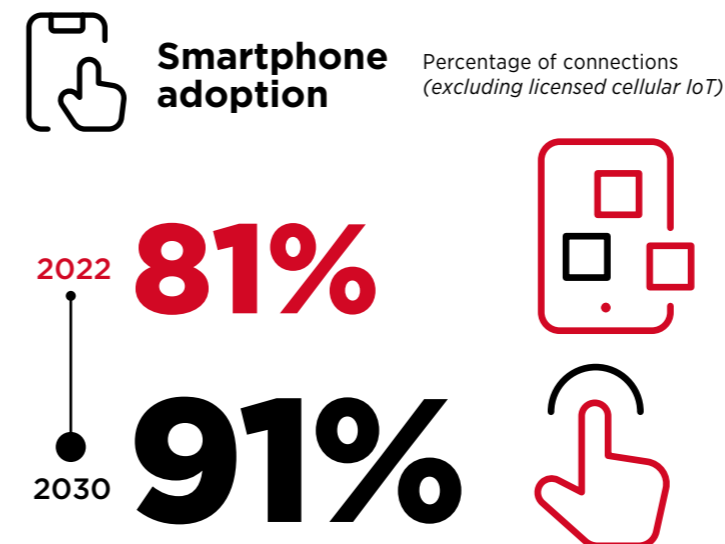 Smartphone
adoption
Percentage of connections
(excluding licensed cellular IoT)
2022
81%
2030
91%